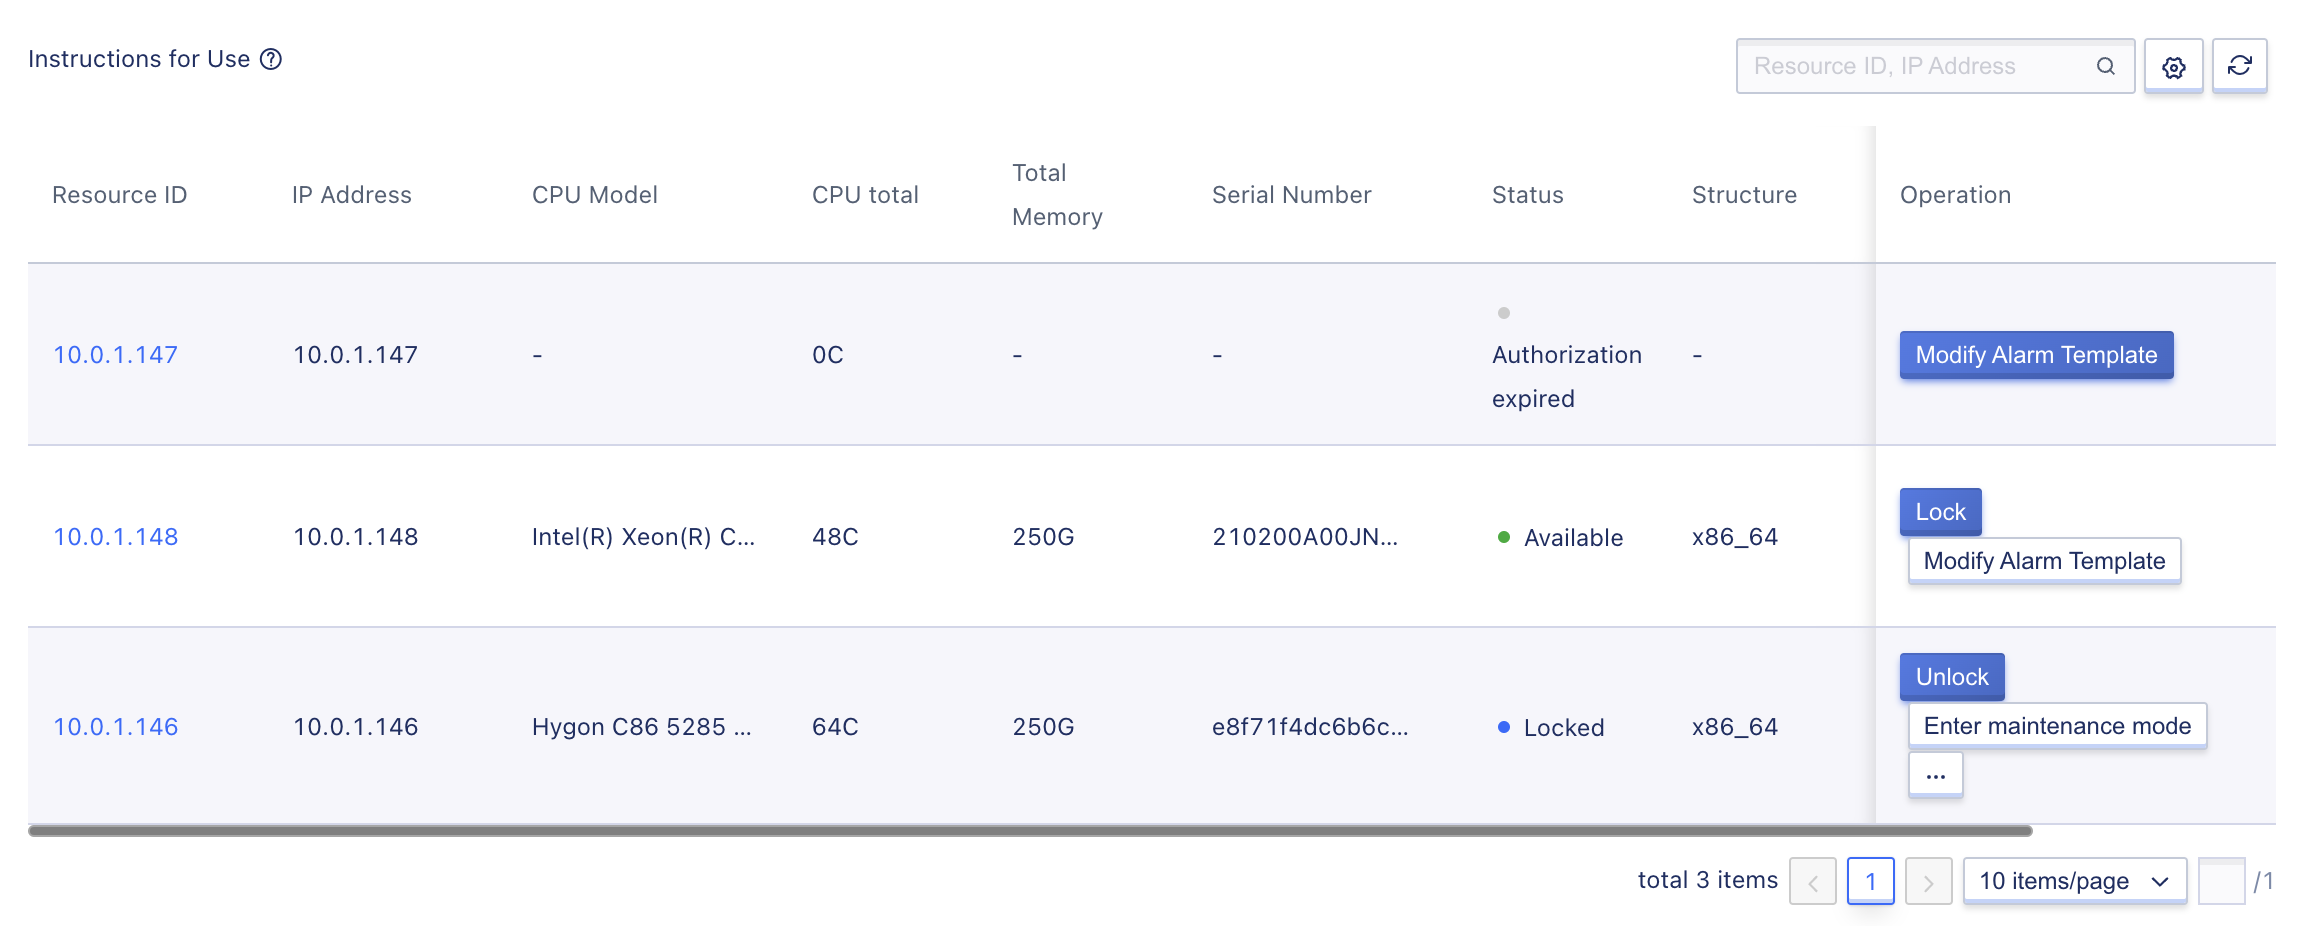 Instructions for Use
Resource ID, IP Address
Resource ID IP Address CPU Model CPU total Total Memory Serial Number Status Structure Operation
10.0.1.147 10.0.1.147 - 0C - - Authorization expired - Modify Alarm Template
10.0.1.148 10.0.1.148 Intel(R) Xeon(R) C... 48C 250G 210200A00JN... Available x86_64 Lock
Modify Alarm Template
10.0.1.146 10.0.1.146 Hygon C86 5285 ... 64C 250G e8f71f4dc6b6c... Locked x86_64 Unlock
Enter maintenance mode
...
total 3 items 1 10 items/page /1